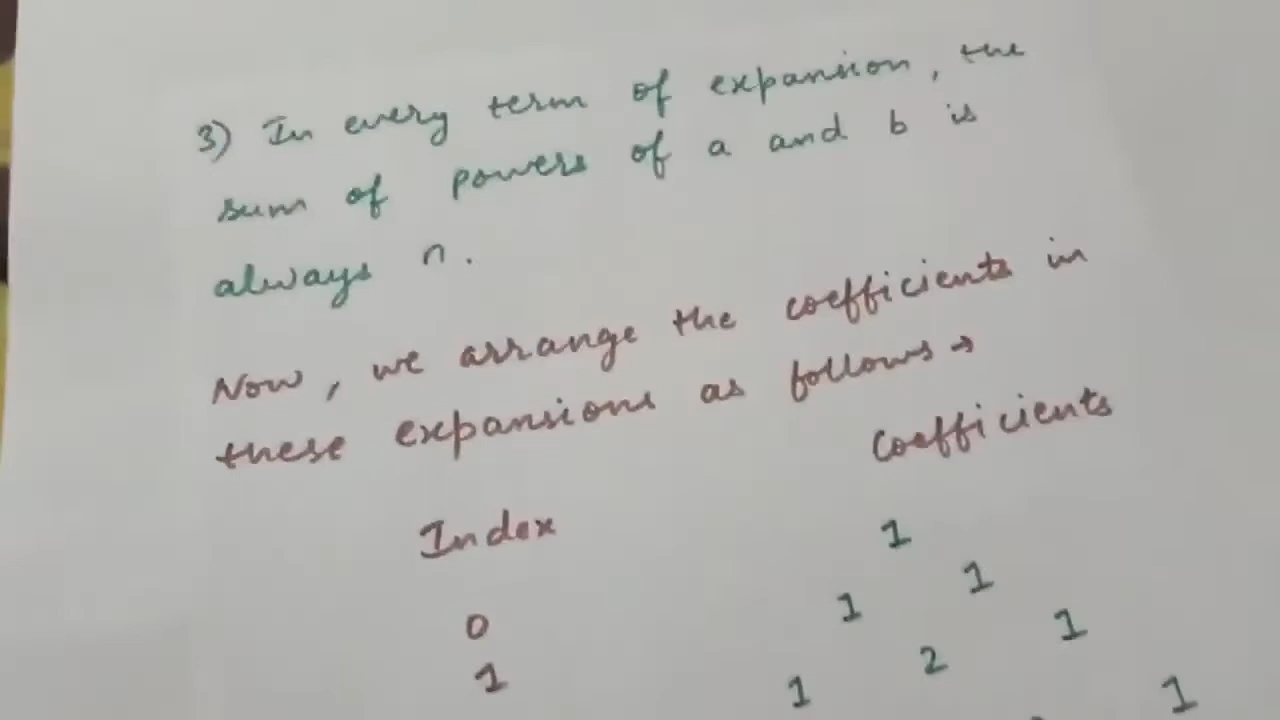 3) In every term of expansion, the
sum of powers of a and b is
always n.
Now, we arrange the coefficients in
these expansions as follows →
Index Coefficients
1
0 1 1
1 1 2 1
1